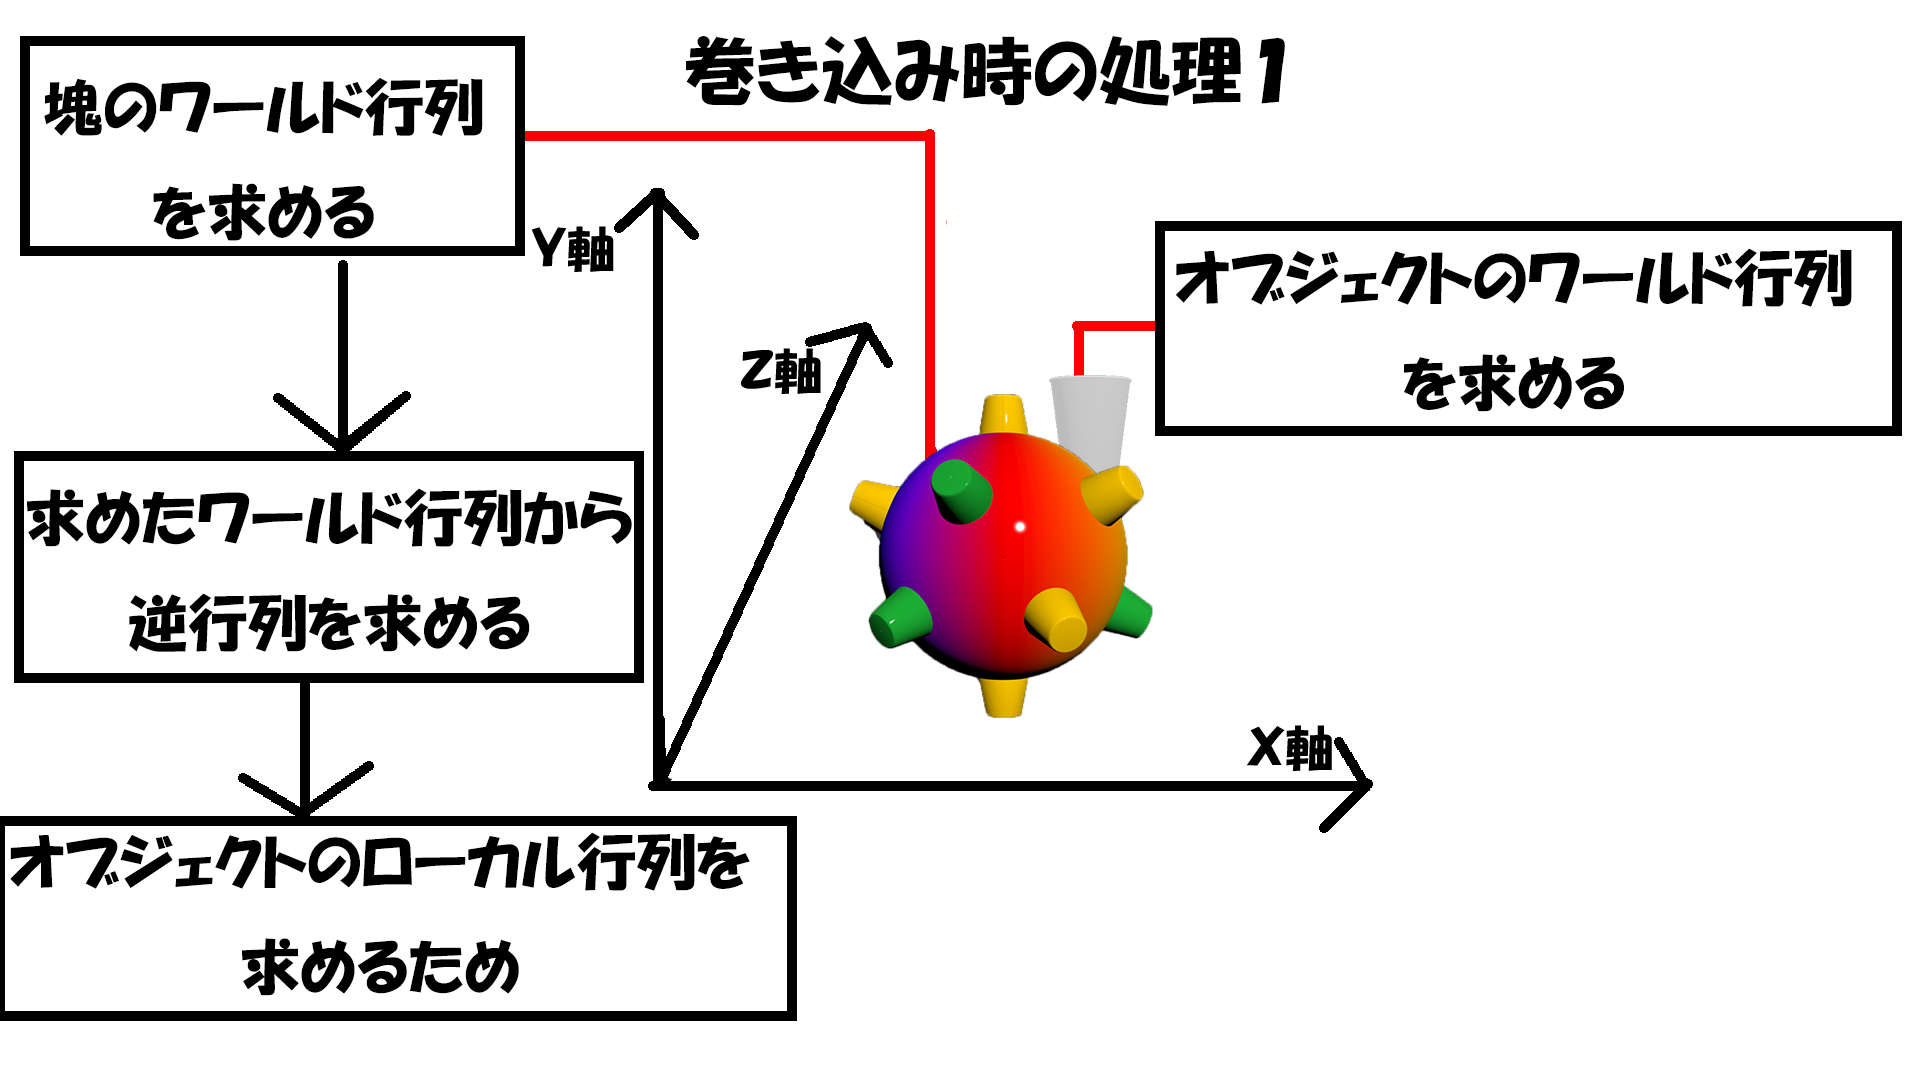 巻き込み時の処理1
塊のワールド行列
を求める
Y軸
Z軸
オブジェクトのワールド行列
を求める
求めたワールド行列から
逆行列を求める
X軸
オブジェクトのローカル行列を
求めるため